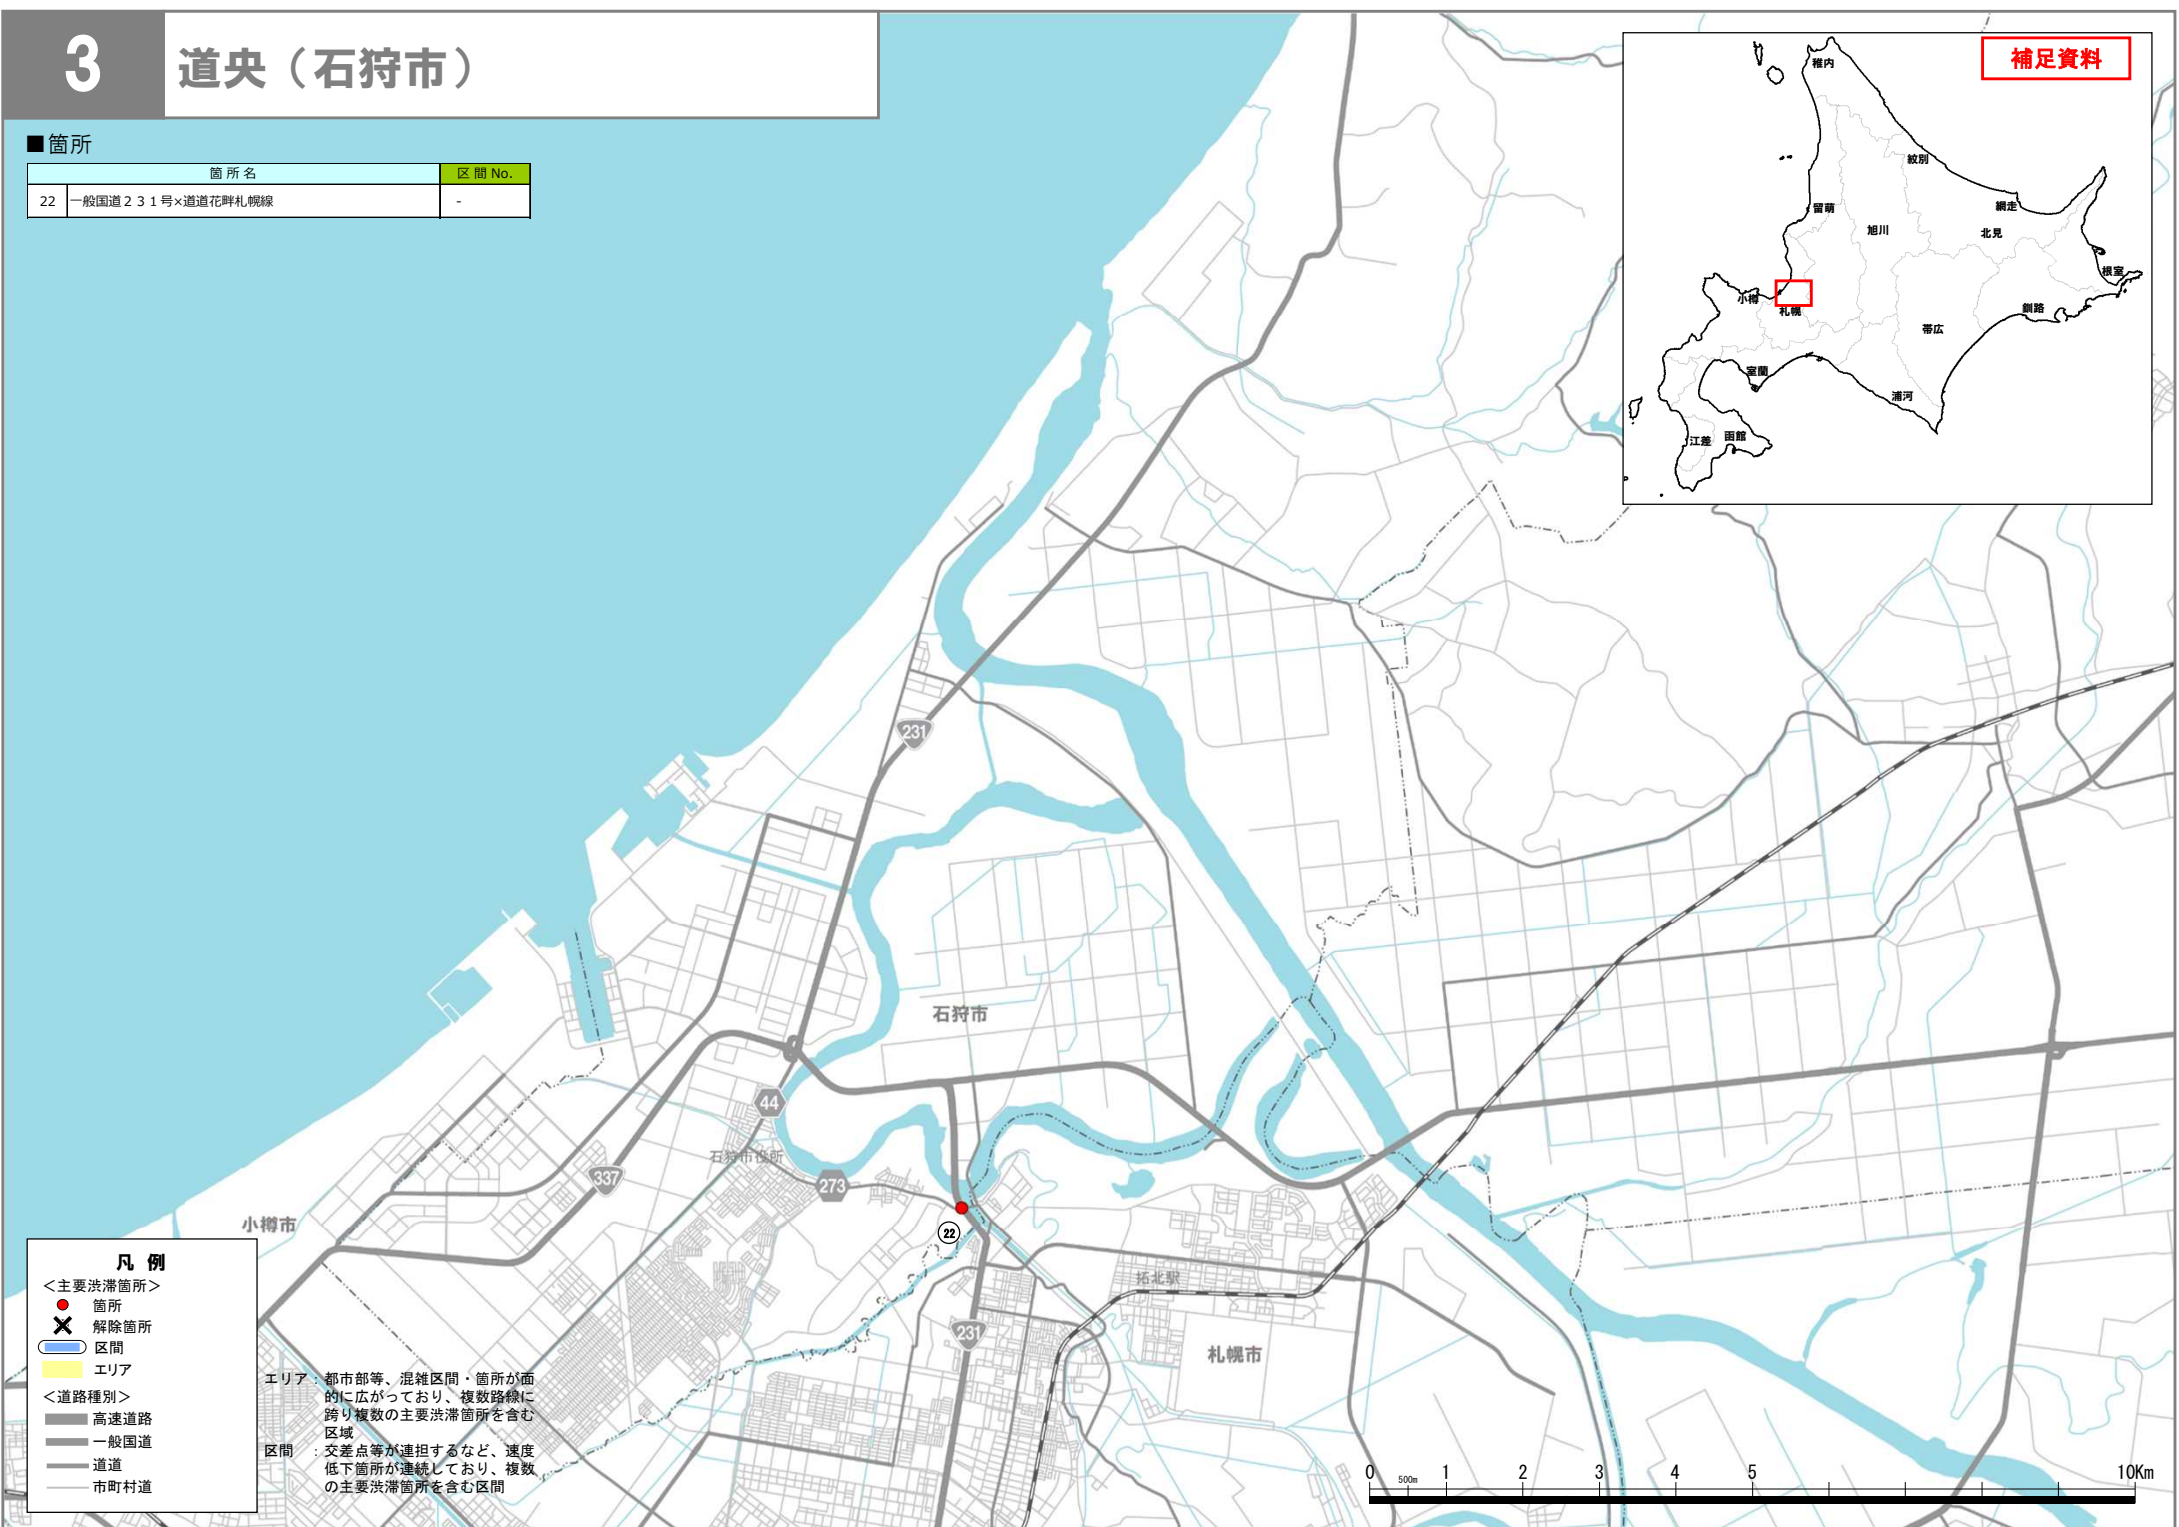 3
道央（石狩市）
補足資料
■箇所
箇所名 区間No.
22 一般国道２３１号×道道花畔札幌線 -
稚内
紋別
留萌
網走
旭川
北見
根室
小樽
札幌
釧路
帯広
室蘭
浦河
江差
函館
231
石狩市
44
石狩市役所
337
273
小樽市
22
拓北駅
231
札幌市
凡 例
＜主要渋滞箇所＞
箇所
解除箇所
区間
エリア
＜道路種別＞
高速道路
一般国道
道道
市町村道
エリア：都市部等、混雑区間・箇所が面
的に広がっており、複数路線に
跨り複数の主要渋滞箇所を含む
区域
区間 ：交差点等が連担するなど、速度
低下箇所が連続しており、複数
の主要渋滞箇所を含む区間
0 500m 1 2 3 4 5 10Km